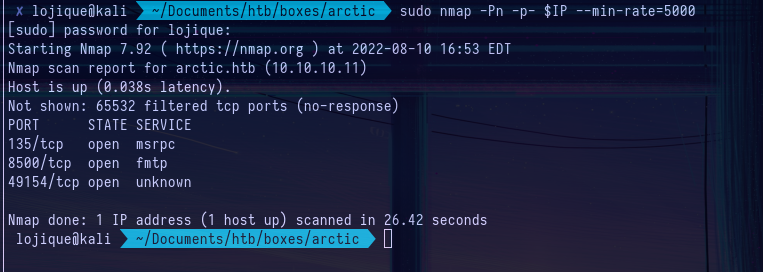 ✗ lojique@kali ~/Documents/htb/boxes/arctic sudo nmap -Pn -p- $IP --min-rate=5000
[sudo] password for lojique:
Starting Nmap 7.92 ( https://nmap.org ) at 2022-08-10 16:53 EDT
Nmap scan report for arctic.htb (10.10.10.11)
Host is up (0.038s latency).
Not shown: 65532 filtered tcp ports (no-response)
PORT      STATE SERVICE
135/tcp   open  msrpc
8500/tcp  open  fmtp
49154/tcp open  unknown
Nmap done: 1 IP address (1 host up) scanned in 26.42 seconds
lojique@kali ~/Documents/htb/boxes/arctic